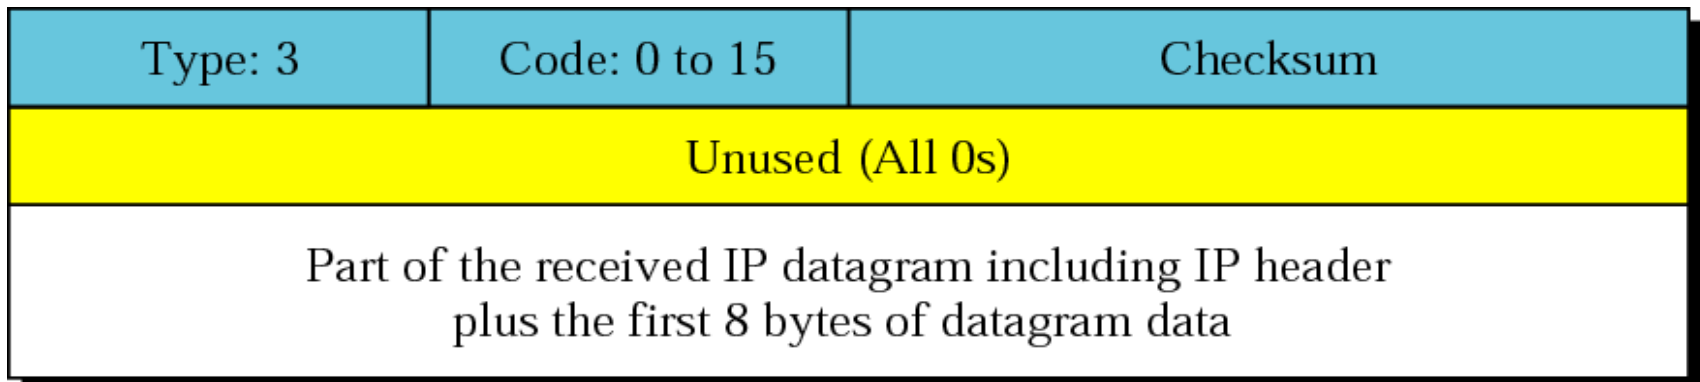 Type: 3
Code: 0 to 15
Checksum
Unused (All 0s)
Part of the received IP datagram including IP header
plus the first 8 bytes of datagram data